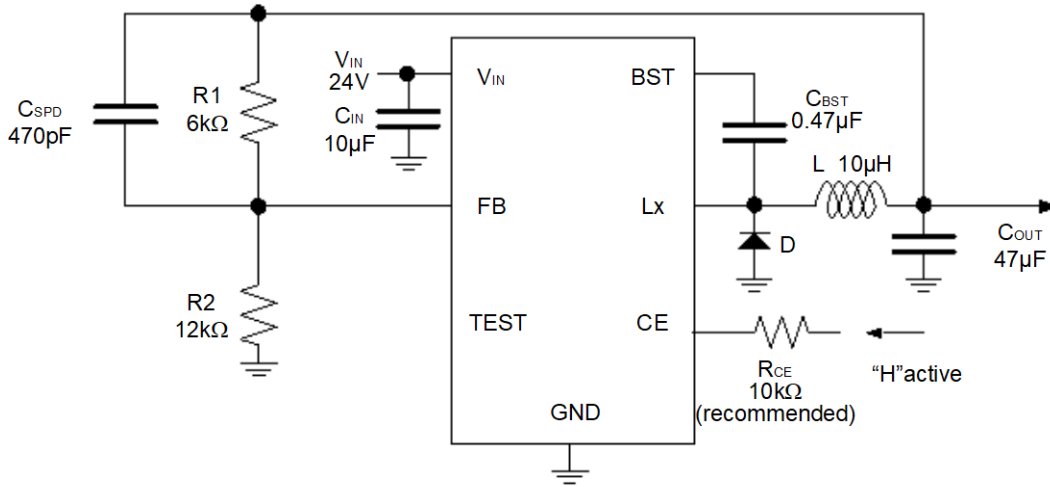 CSPD
470pF
R1
6kΩ
VIN
24V
CIN
10µF
VIN
BST
CBST
0.47µF
L 10µH
FB
Lx
D
COUT
47µF
R2
12kΩ
TEST
CE
RCE
10kΩ
(recommended)
“H”active
GND